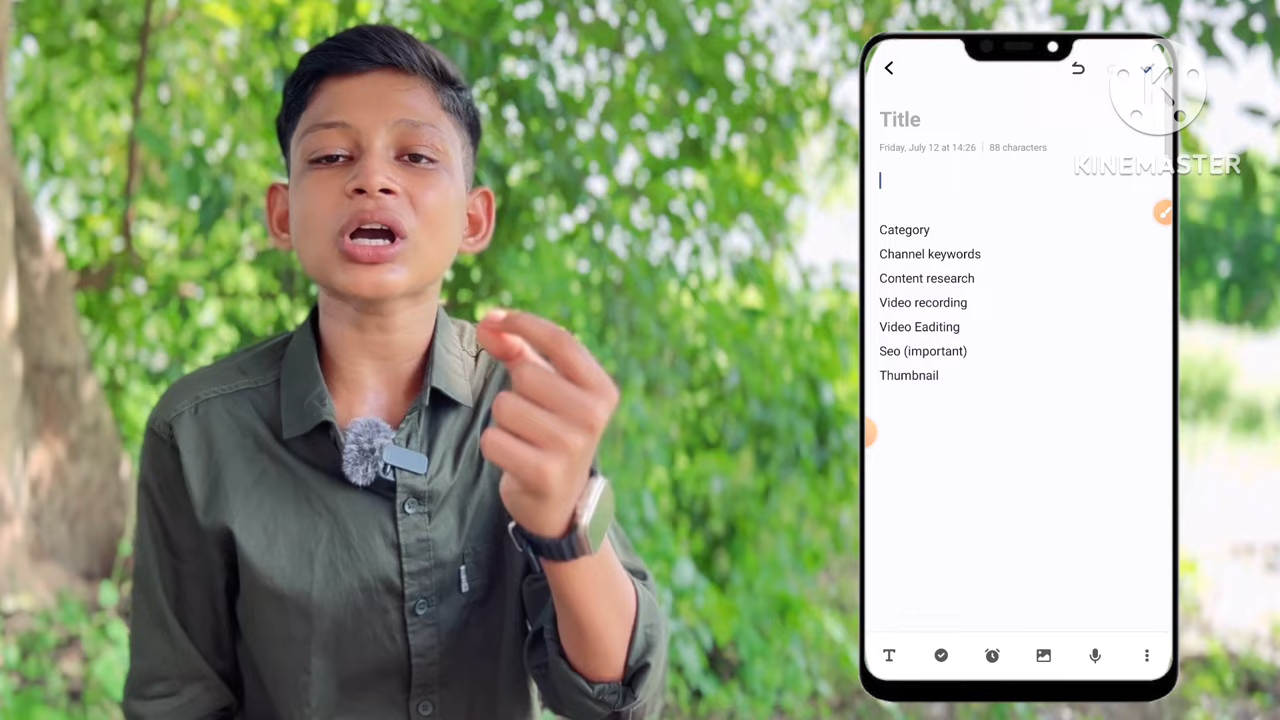 Title
Friday, July 12 at 14:26 | 88 characters
KINEMASTER
Category
Channel keywords
Content research
Video recording
Video Eaditing
Seo (important)
Thumbnail